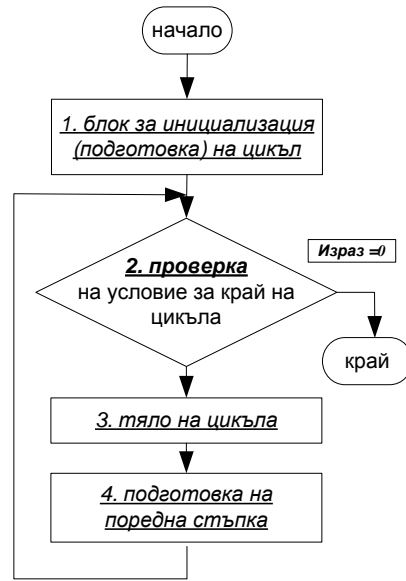 начало
1. блок за инициализация
(подготовка) на цикъл
2. проверка
на условие за край на
цикъла
Израз =0
край
3. тяло на цикъла
4. подготовка на
поредна стъпка